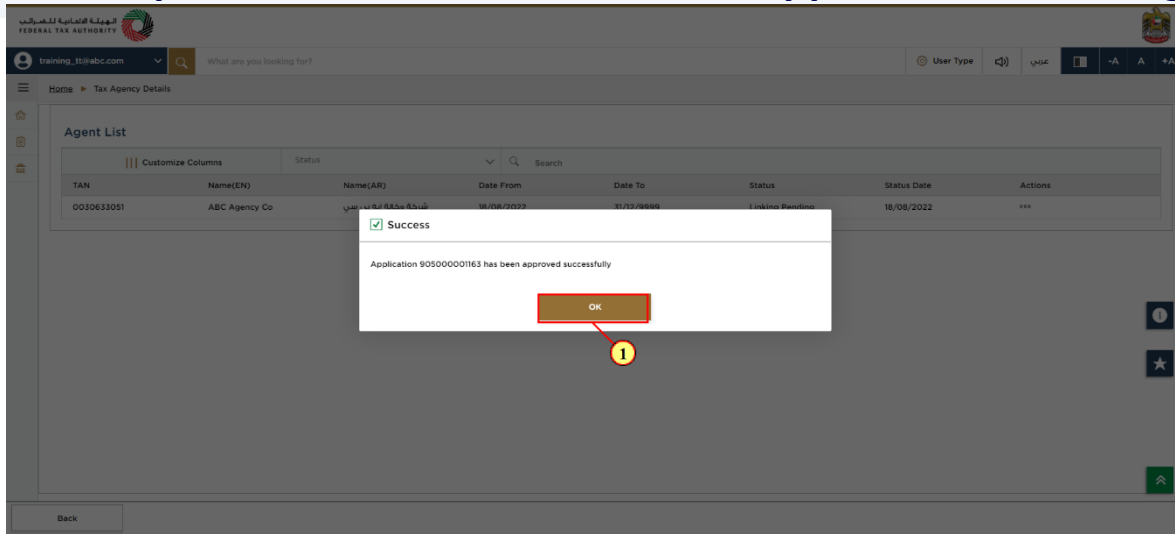 الهيئة الاتحادية للضرائب
FEDERAL TAX AUTHORITY
training_tt@abc.com
What are you looking for?
User Type
عربي
-A
A
+A
Home
Tax Agency Details
Agent List
Customize Columns
Status
Search
TAN Name(EN) Name(AR) Date From Date To Status Status Date Actions
0030633051 ABC Agency Co 18/08/2022 31/12/9999 Linking Pending 18/08/2022
Success
Application 905000001163 has been approved successfully
OK
1
Back